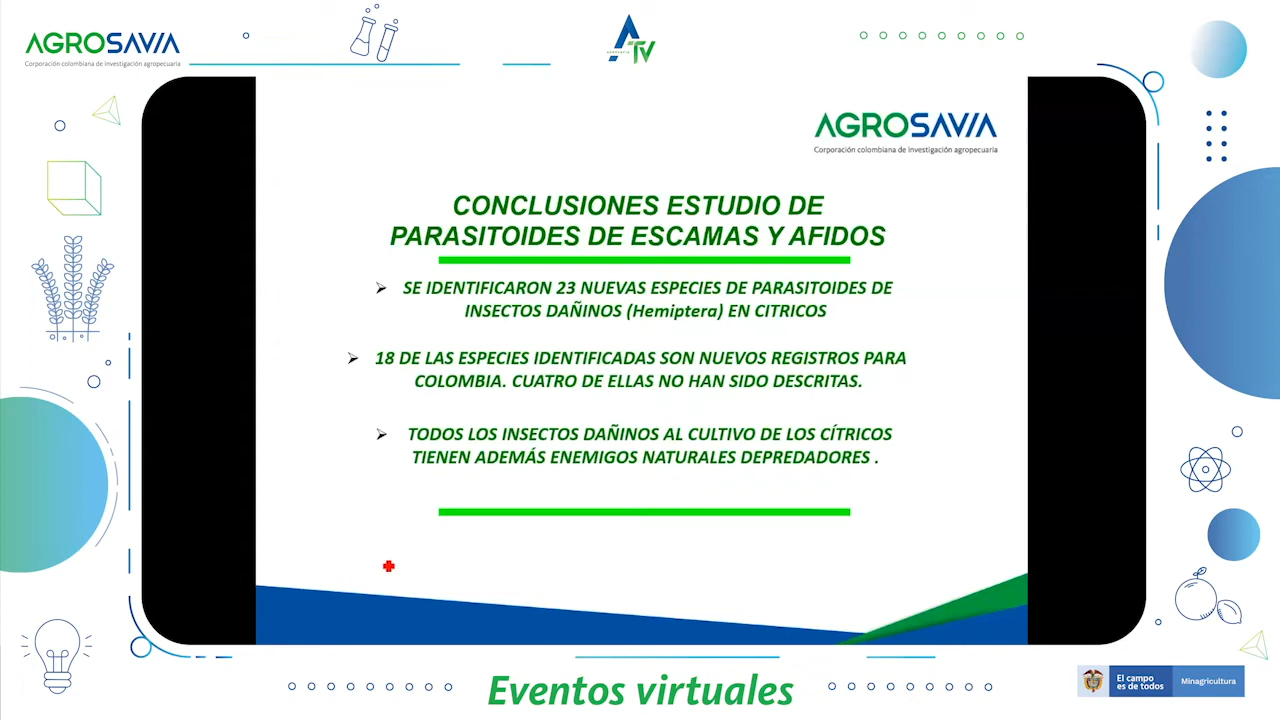 AGROSAVIA
Corporación colombiana de investigación agropecuaria
ATV
AGROSAVIA
Corporación colombiana de investigación agropecuaria
CONCLUSIONES ESTUDIO DE
PARASITOIDES DE ESCAMAS Y AFIDOS
➢ SE IDENTIFICARON 23 NUEVAS ESPECIES DE PARASITOIDES DE
INSECTOS DAÑINOS (Hemiptera) EN CITRICOS
➢ 18 DE LAS ESPECIES IDENTIFICADAS SON NUEVOS REGISTROS PARA
COLOMBIA. CUATRO DE ELLAS NO HAN SIDO DESCRITAS.
➢ TODOS LOS INSECTOS DAÑINOS AL CULTIVO DE LOS CÍTRICOS
TIENEN ADEMÁS ENEMIGOS NATURALES DEPREDADORES .
Eventos virtuales
El campo
es de todos
Minagricultura